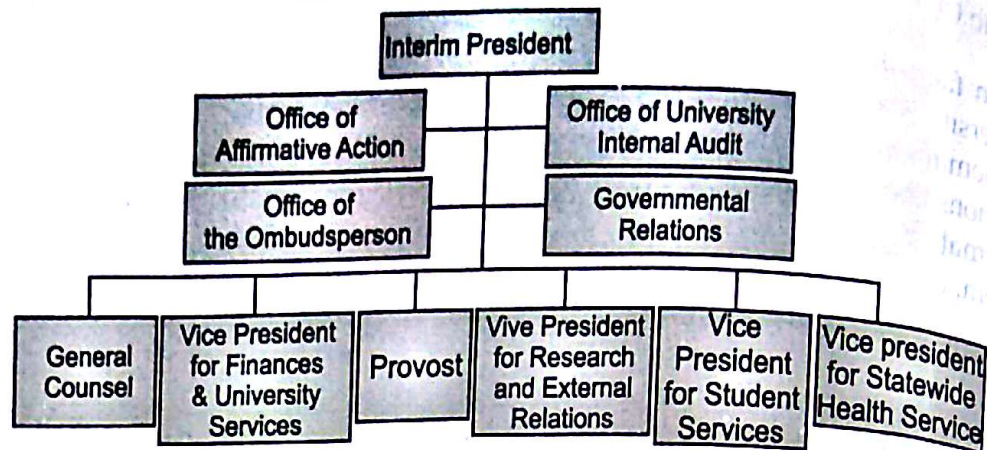 Interim President
Office of
Affirmative Action
Office of University
Internal Audit
Office of
the Ombudsperson
Governmental
Relations
General
Counsel
Vice President
for Finances
& University
Services
Provost
Vive President
for Research
and External
Relations
Vice
President
for Student
Services
Vice president
for Statewide
Health Service